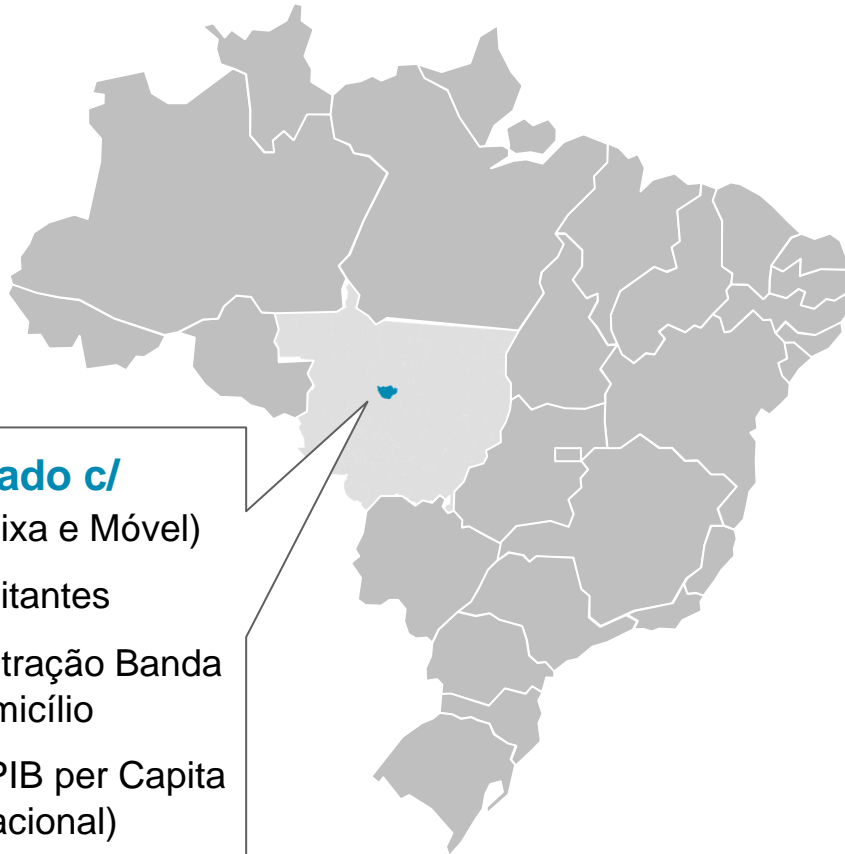 ado c/
ixa e Móvel)
itantes
tração Banda
micílio
PIB per Capita
acional)